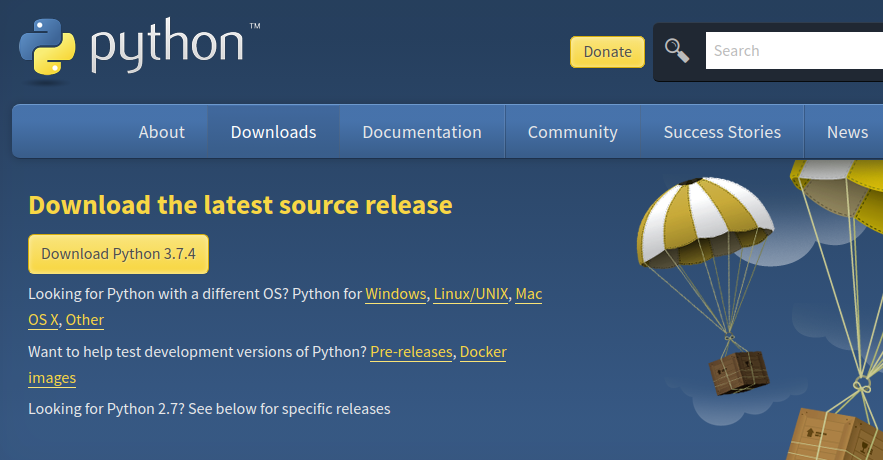 python™
Donate
Search
About
Downloads
Documentation
Community
Success Stories
News
Download the latest source release
Download Python 3.7.4
Looking for Python with a different OS? Python for Windows, Linux/UNIX, Mac
OS X, Other
Want to help test development versions of Python? Pre-releases, Docker
images
Looking for Python 2.7? See below for specific releases